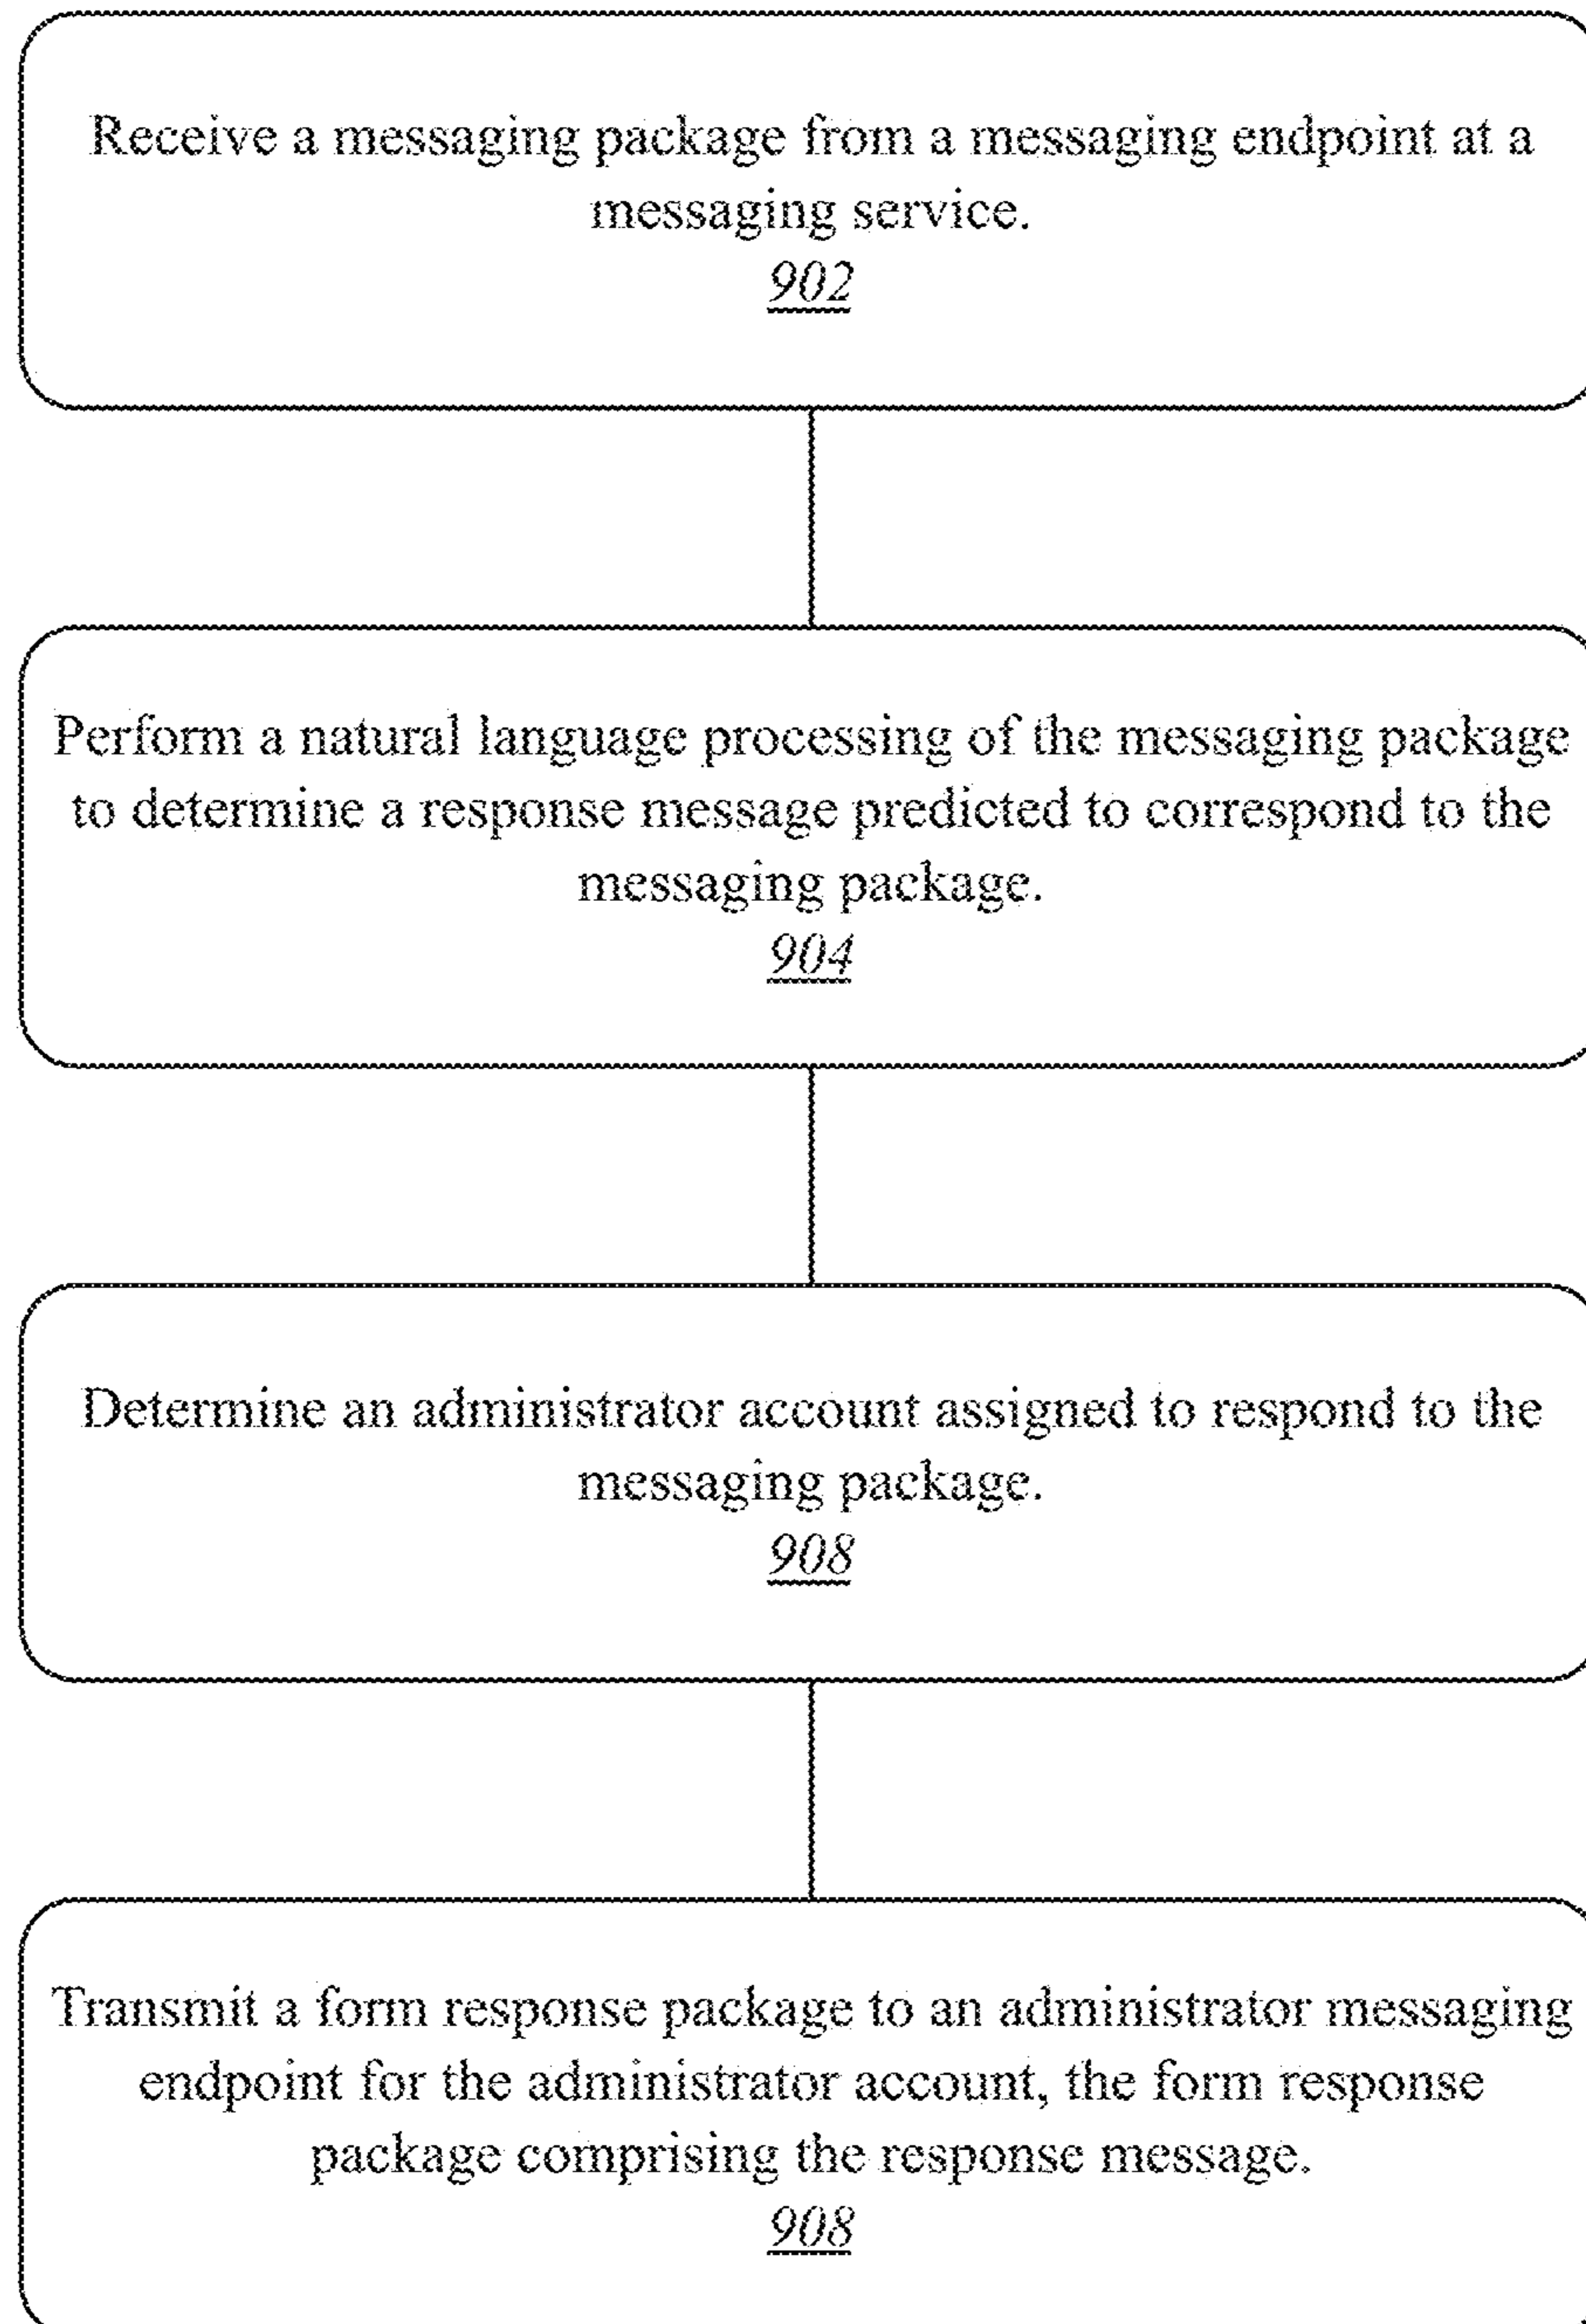 Receive a messaging package from a messaging endpoint at a
messaging service.
902
Perform a natural language processing of the messaging package
to determine a response message predicted to correspond to the
messaging package.
904
Determine an administrator account assigned to respond to the
messaging package.
908
Transmit a form response package to an administrator messaging
endpoint for the administrator account, the form response
package comprising the response message.
908